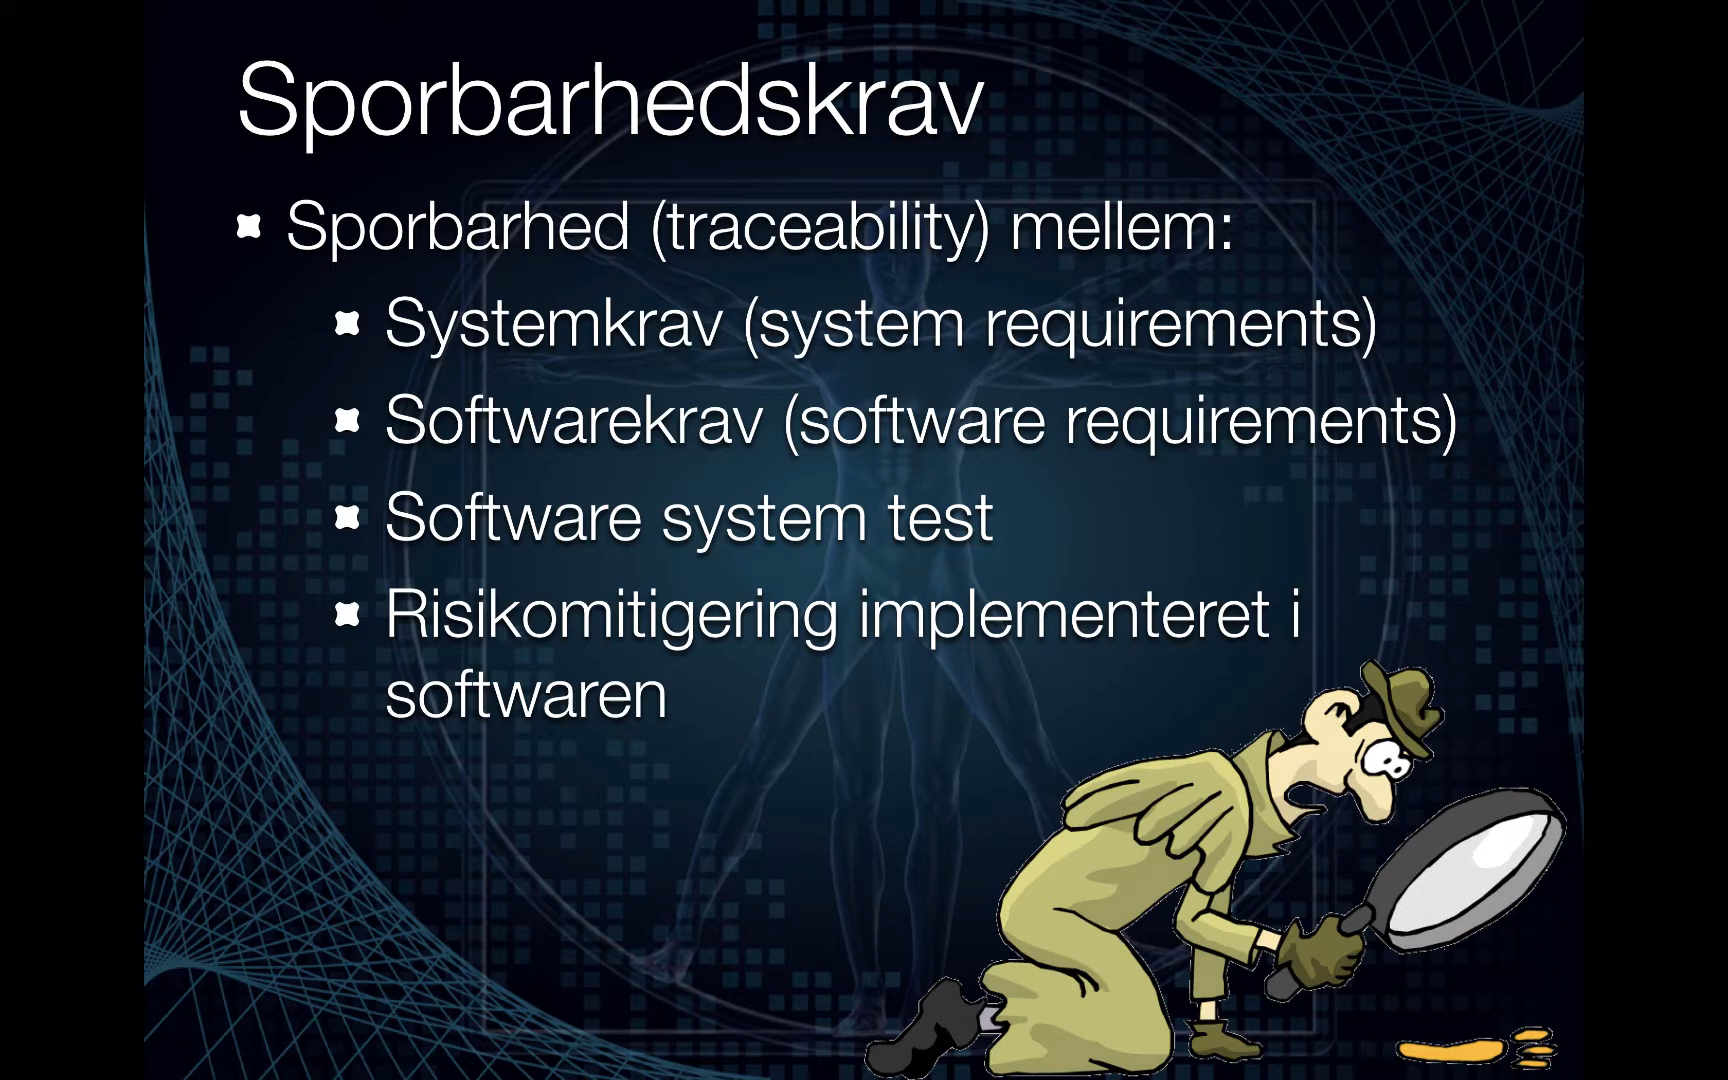 Sporbarhedskrav
Sporbarhed (traceability) mellem:
Systemkrav (system requirements)
Softwarekrav (software requirements)
Software system test
Risikomitigering implementeret i
softwaren